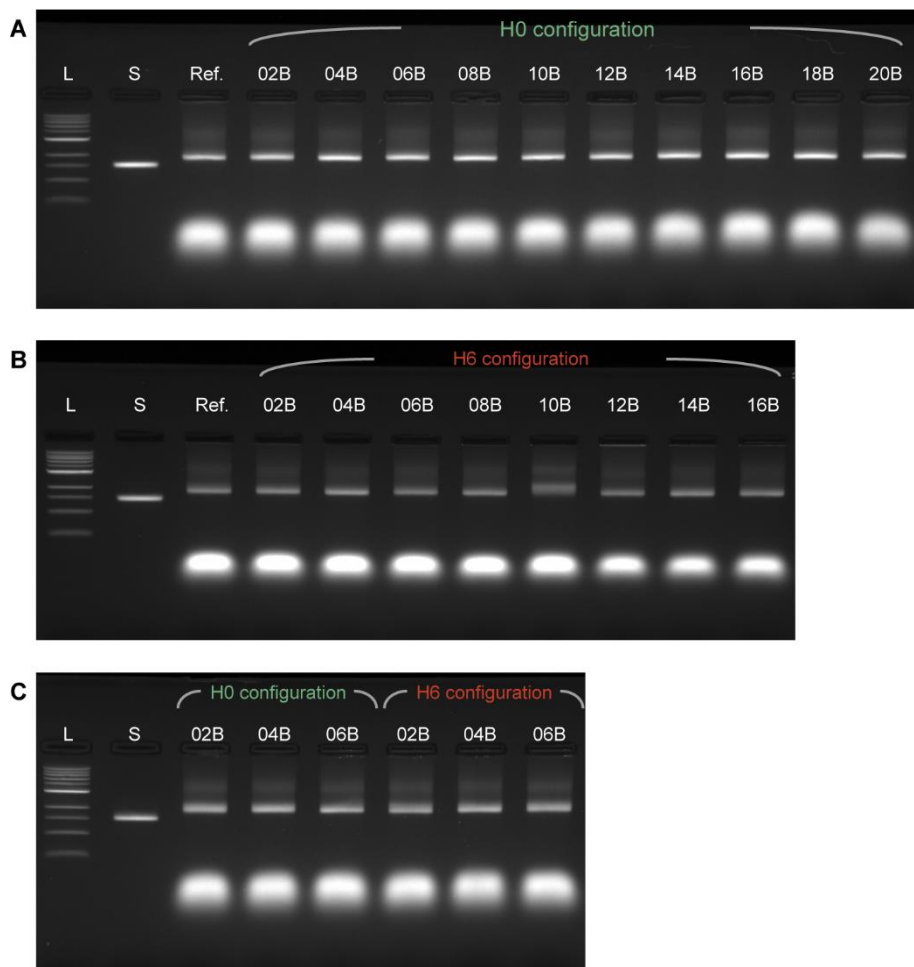 A
H0 configuration
L S Ref. 02B 04B 06B 08B 10B 12B 14B 16B 18B 20B
B
H6 configuration
L S Ref. 02B 04B 06B 08B 10B 12B 14B 16B
C
H0 configuration H6 configuration
L S 02B 04B 06B 02B 04B 06B